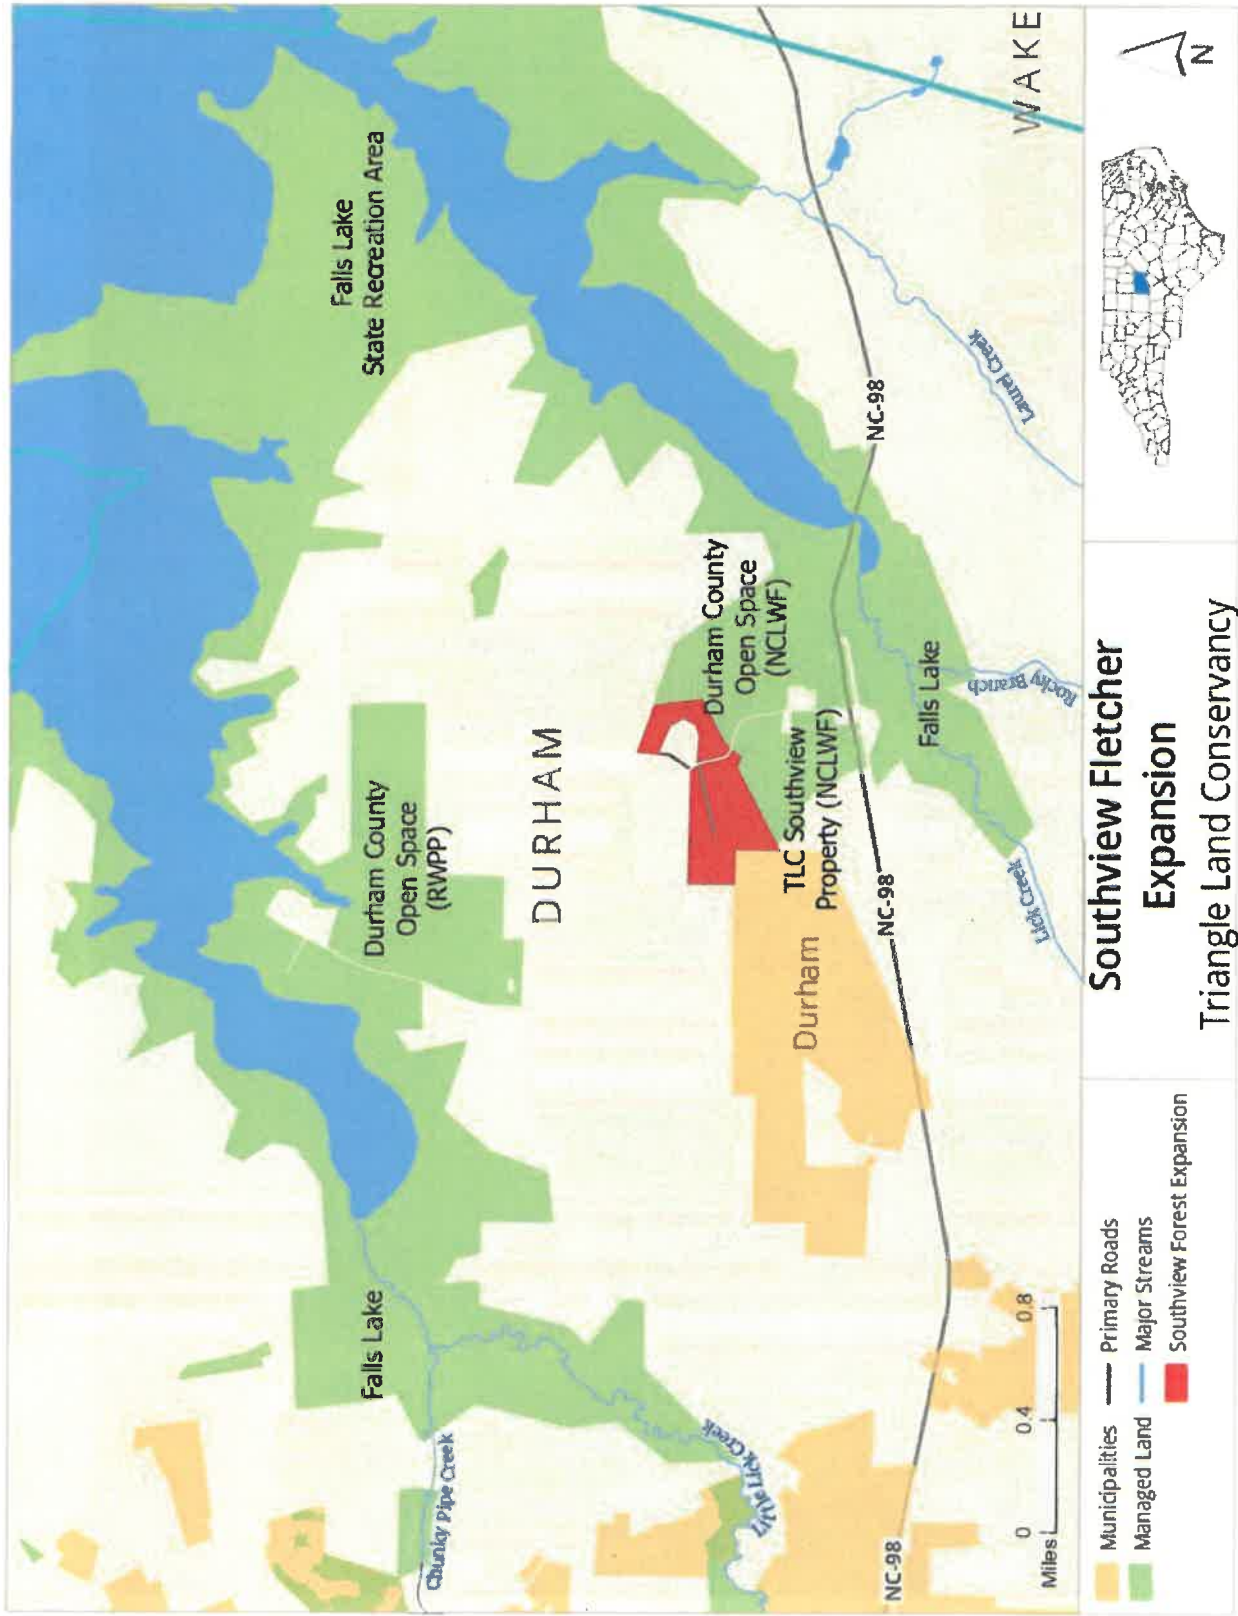 WAKE
Falls Lake
State Recreation Area
NC-98
Laurel Creek
Durham County
Open Space
(NCLWF)
Falls Lake
Rocky Branch
DURHAM
Durham County
Open Space
(RWPP)
TLC Southview
Property (NCLWF)
NC-98
Lick Creek
Durham
Falls Lake
Chunky Pipe Creek
Little Lick Creek
NC-98
Miles
0
0.4
0.8
Municipalities
Managed Land
Primary Roads
Major Streams
Southview Forest Expansion
Southview Fletcher
Expansion
Triangle Land Conservancy
N